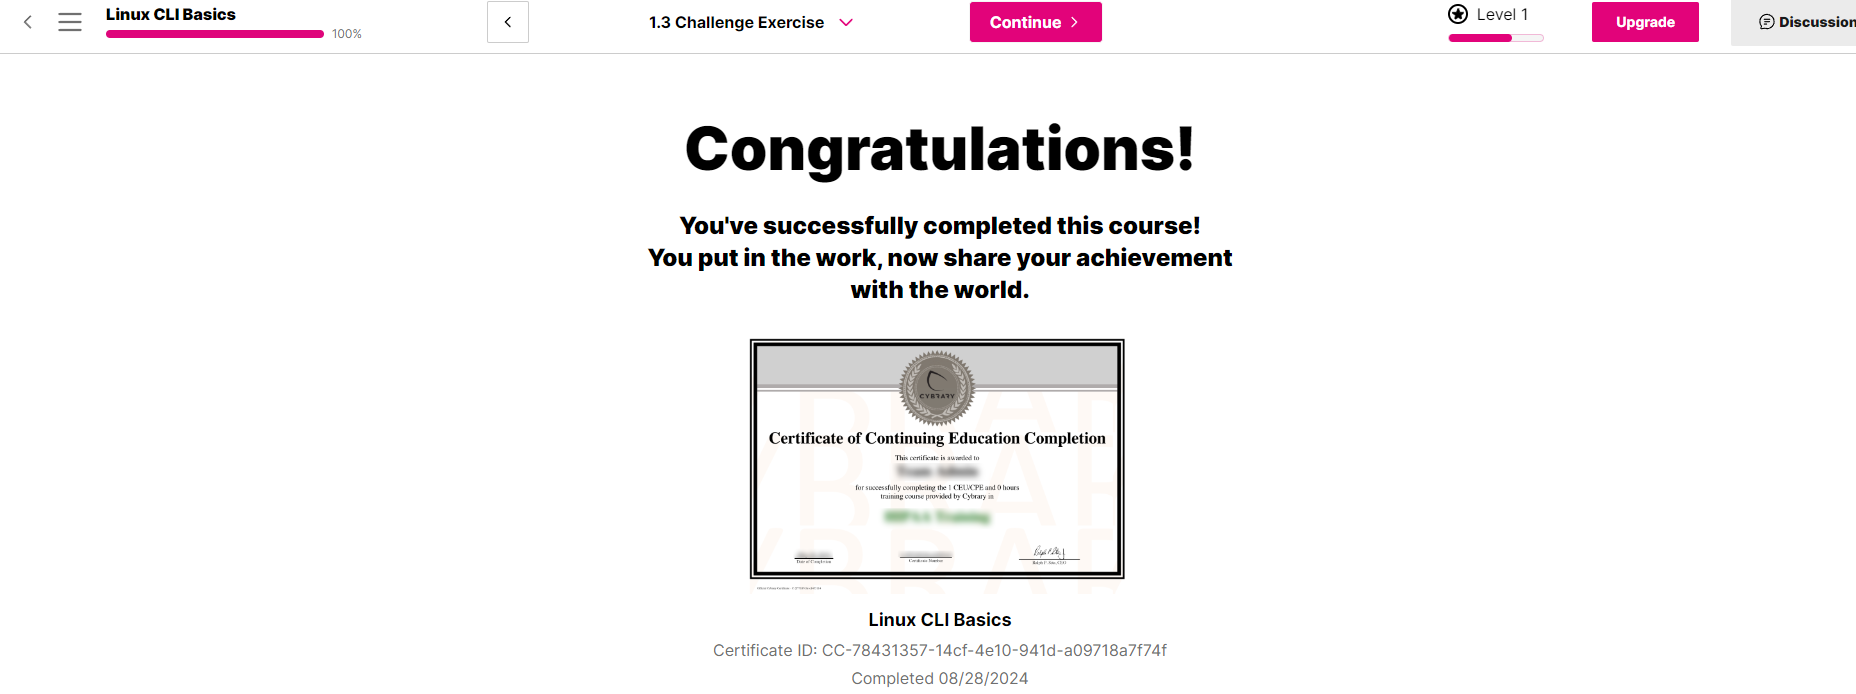 Linux CLI Basics
100%
1.3 Challenge Exercise
Continue
Level 1
Upgrade
Discussion
Congratulations!
You've successfully completed this course!
You put in the work, now share your achievement
with the world.
CYBRARY
Certificate of Continuing Education Completion
This certificate is awarded to
for successfully completing the 1 CEU/CPE and 0 hours
training course provided by Cybrary in
Date of Completion
Certificate Number
Linux CLI Basics
Certificate ID: CC-78431357-14cf-4e10-941d-a09718a7f74f
Completed 08/28/2024